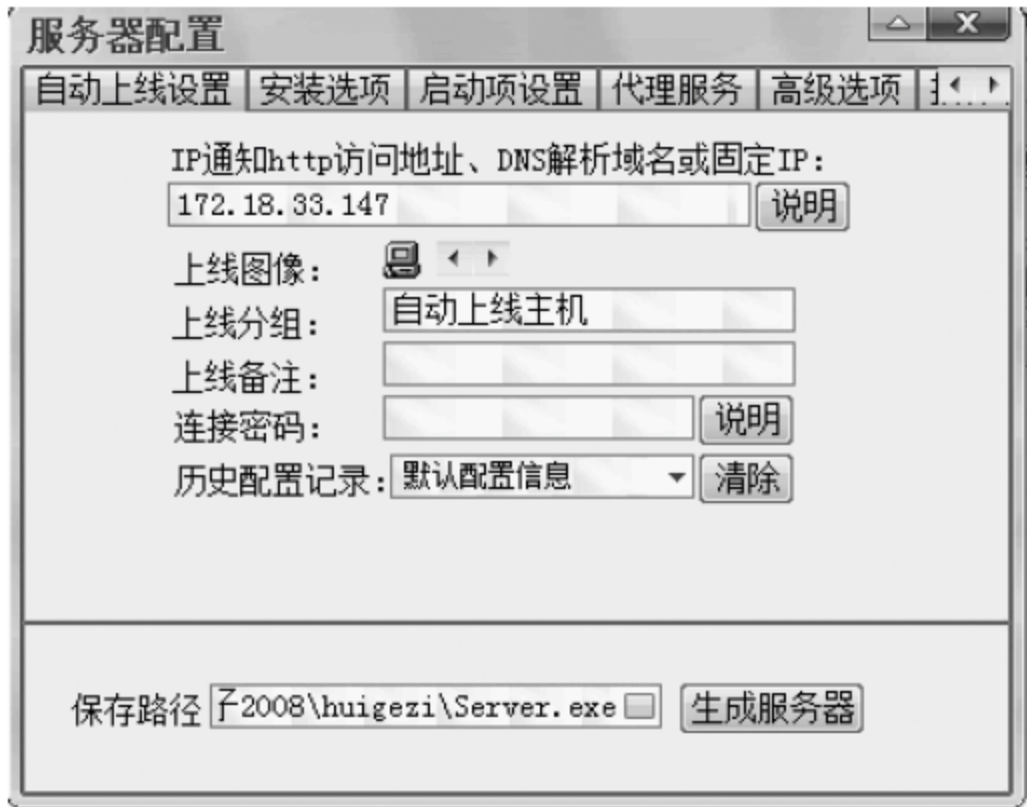 服务器配置
自动上线设置 安装选项 启动项设置 代理服务 高级选项
IP通知http访问地址、DNS解析域名或固定IP:
172.18.33.147 说明
上线图像:
上线分组: 自动上线主机
上线备注:
连接密码: 说明
历史配置记录: 默认配置信息 清除
保存路径 子2008\huigezi\Server.exe 生成服务器